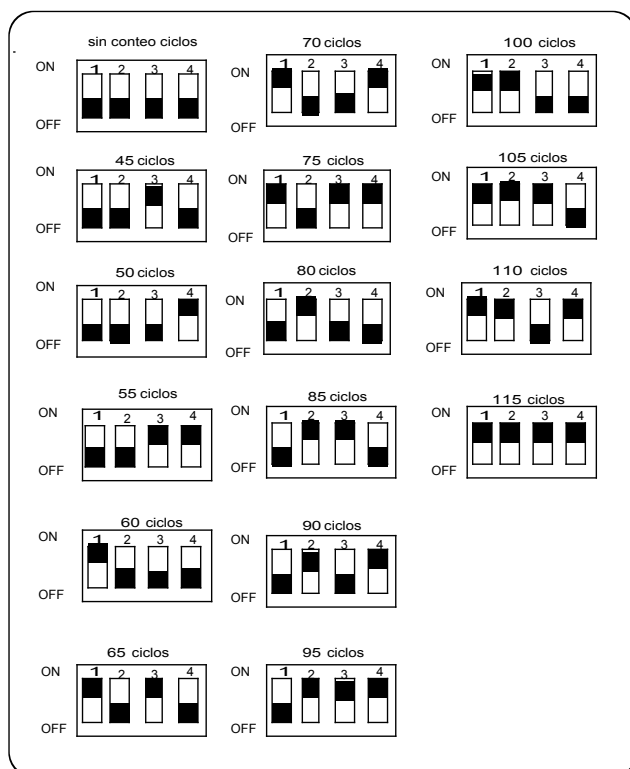 sin conteo ciclos
ON
1 2 3 4
OFF
45 ciclos
ON
1 2 3 4
OFF
50 ciclos
ON
1 2 3 4
OFF
55 ciclos
ON
1 2 3 4
OFF
60 ciclos
ON
1 2 3 4
OFF
65 ciclos
ON
1 2 3 4
OFF
70 ciclos
ON
1 2 3 4
OFF
75 ciclos
ON
1 2 3 4
OFF
80 ciclos
ON
1 2 3 4
OFF
85 ciclos
ON
1 2 3 4
OFF
90 ciclos
ON
1 2 3 4
OFF
95 ciclos
ON
1 2 3 4
OFF
100 ciclos
ON
1 2 3 4
OFF
105 ciclos
ON
1 2 3 4
OFF
110 ciclos
ON
1 2 3 4
OFF
115 ciclos
ON
1 2 3 4
OFF